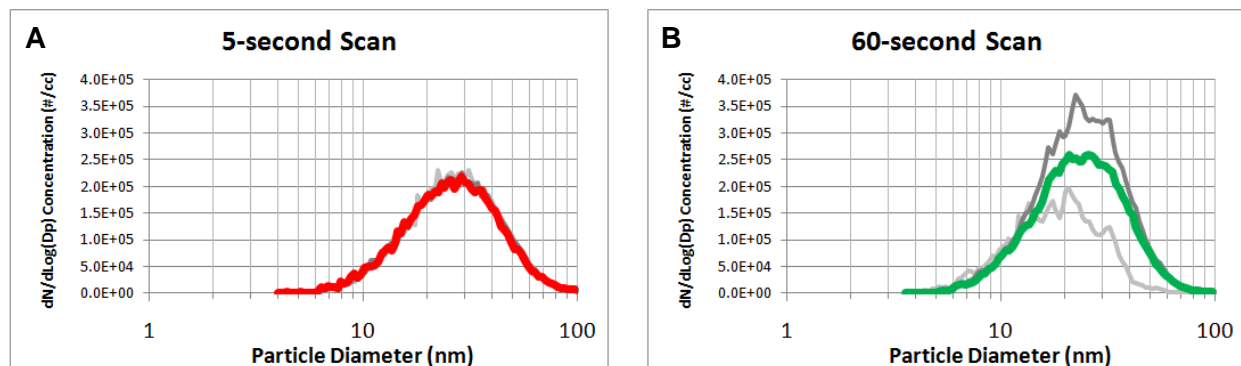 A 5-second Scan
dN/dLog(Dp) Concentration (#/cc)
4.0E+05
3.5E+05
3.0E+05
2.5E+05
2.0E+05
1.5E+05
1.0E+05
5.0E+04
0.0E+00
1 10 100
Particle Diameter (nm)
B 60-second Scan
dN/dLog(Dp) Concentration (#/cc)
4.0E+05
3.5E+05
3.0E+05
2.5E+05
2.0E+05
1.5E+05
1.0E+05
5.0E+04
0.0E+00
1 10 100
Particle Diameter (nm)